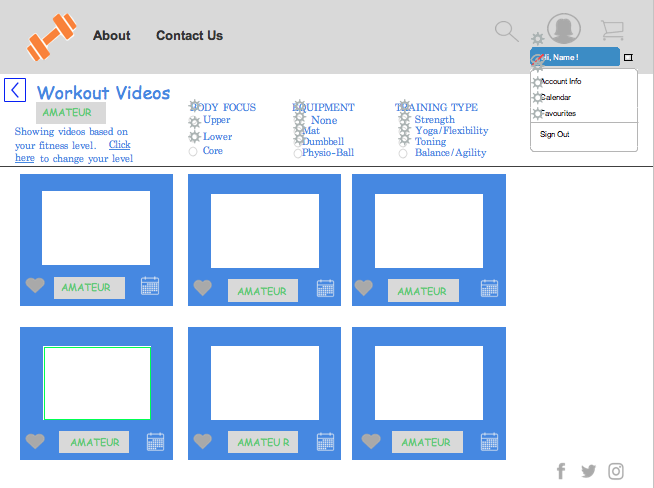 About
Contact Us
Hi, Name !
Account Info
Calendar
Favourites
Sign Out
Workout Videos
AMATEUR
Showing videos based on
your fitness level. Click
here to change your level
BODY FOCUS
Upper
Lower
Core
EQUIPMENT
None
Mat
Dumbbell
Physio-Ball
TRAINING TYPE
Strength
Yoga/Flexibility
Toning
Balance/Agility
AMATEUR
AMATEUR
AMATEUR
AMATEUR
AMATEU R
AMATEUR